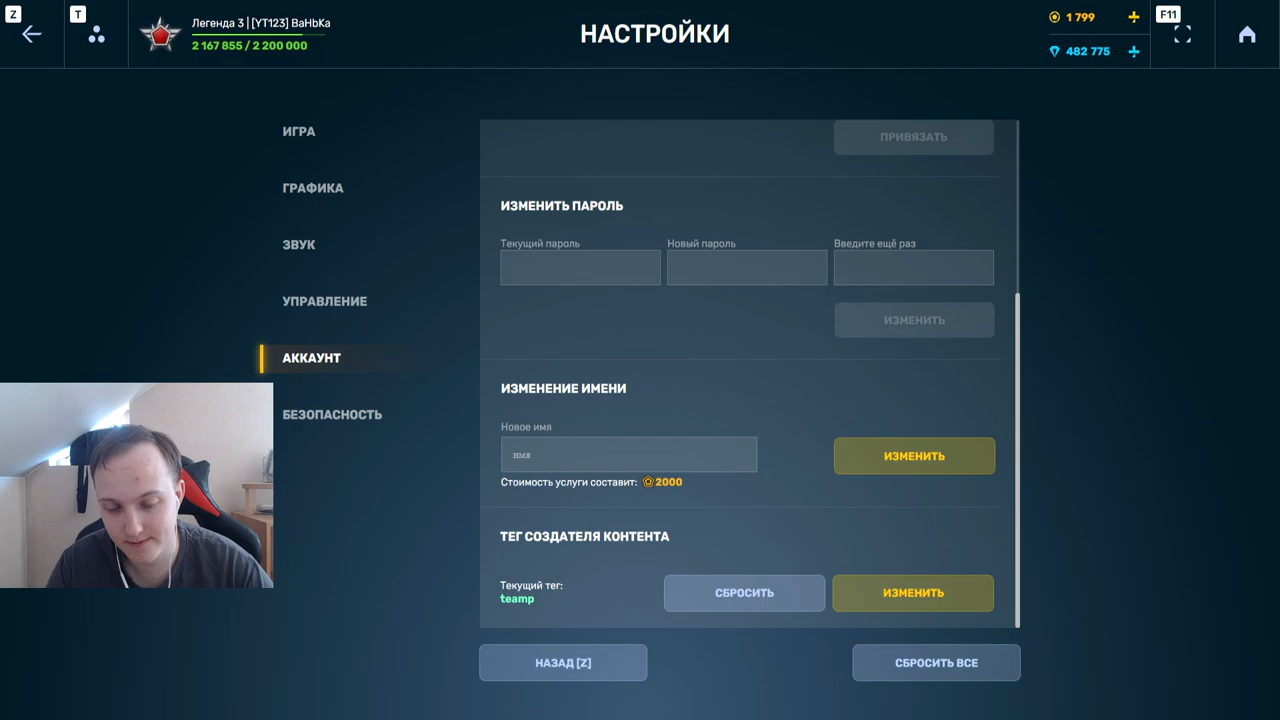 Z
T
Легенда 3 | [YT123] BaHbKa
2 167 855 / 2 200 000
НАСТРОЙКИ
1 799
482 775
F11
ИГРА
ГРАФИКА
ЗВУК
УПРАВЛЕНИЕ
АККАУНТ
БЕЗОПАСНОСТЬ
ПРИВЯЗАТЬ
ИЗМЕНИТЬ ПАРОЛЬ
Текущий пароль Новый пароль Введите ещё раз
ИЗМЕНИТЬ
ИЗМЕНЕНИЕ ИМЕНИ
Новое имя
имя
ИЗМЕНИТЬ
Стоимость услуги составит: 2000
ТЕГ СОЗДАТЕЛЯ КОНТЕНТА
Текущий тег:
teamp
СБРОСИТЬ
ИЗМЕНИТЬ
НАЗАД [Z]
СБРОСИТЬ ВСЕ